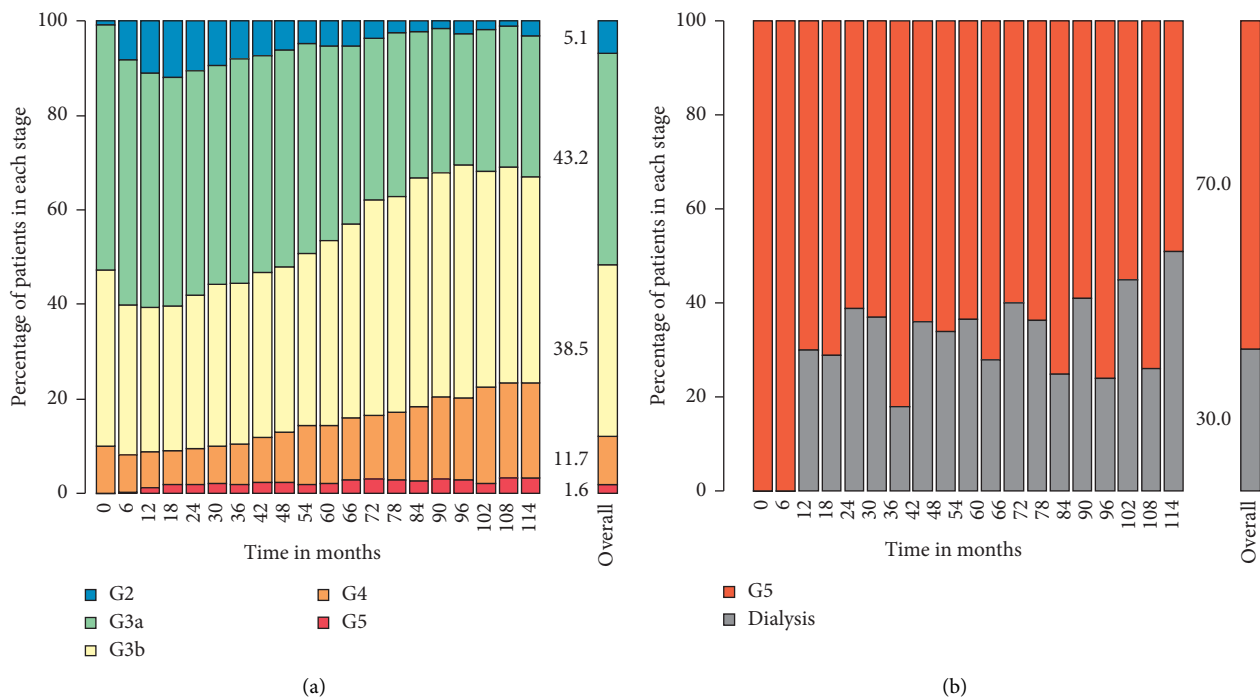 Percentage of patients in each stage
100
80
60
40
20
0
5.1
43.2
38.5
11.7
1.6
0 6 12 18 24 30 36 42 48 54 60 66 72 78 84 90 96 102 108 114 Overall
Time in months
G2
G3a
G3b
G4
G5
(a)
Percentage of patients in each stage
100
80
60
40
20
0
70.0
30.0
0 6 12 18 24 30 36 42 48 54 60 66 72 78 84 90 96 102 108 114 Overall
Time in months
G5
Dialysis
(b)